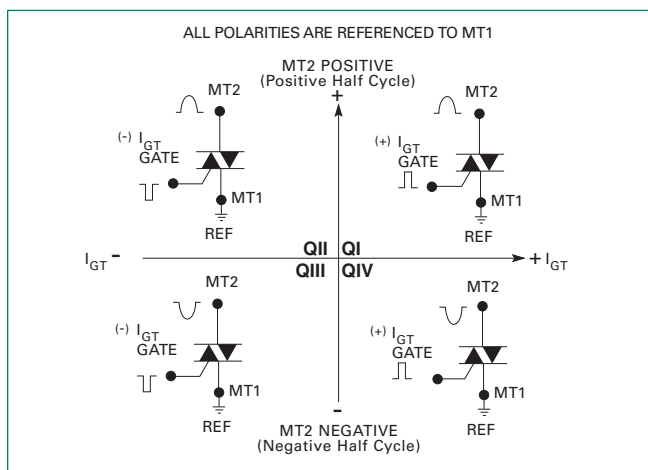 ALL POLARITIES ARE REFERENCED TO MT1
MT2 POSITIVE
(Positive Half Cycle)
+
MT2
(-) IGT
GATE
MT1
REF
MT2
(+) IGT
GATE
MT1
REF
IGT -
QII QI
QIII QIV
+ IGT
MT2
(-) IGT
GATE
MT1
REF
MT2
(+) IGT
GATE
MT1
REF
-
MT2 NEGATIVE
(Negative Half Cycle)